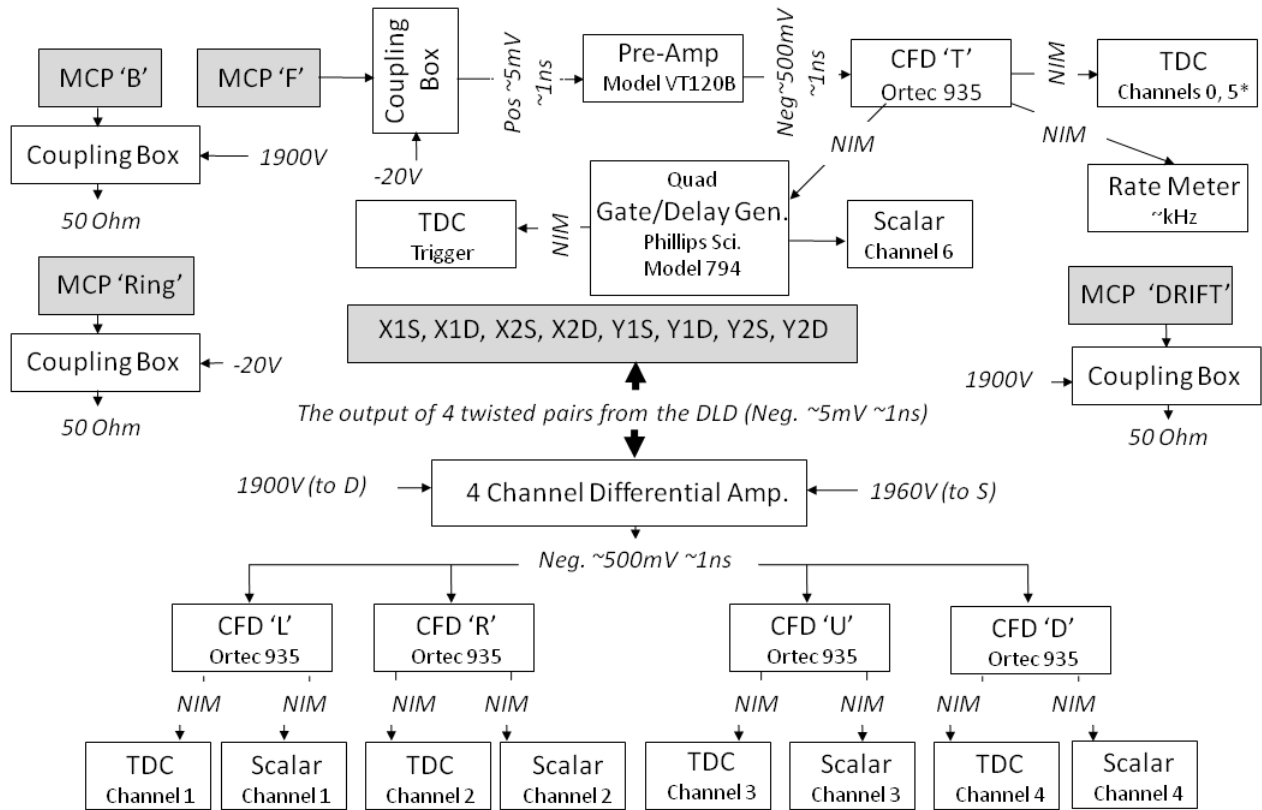 MCP ‘B’
MCP ‘F’
Coupling
Box
Pos ~5mV
~1ns
Pre-Amp
Model VT120B
Neg~500mV
~1ns
CFD ‘T’
Ortec 935
NIM
TDC
Channels 0, 5*
Coupling Box
1900V
50 Ohm
-20V
NIM
NIM
Rate Meter
~kHz
Quad
Gate/Delay Gen.
Phillips Sci.
Model 794
TDC
Trigger
NIM
Scalar
Channel 6
MCP ‘Ring’
Coupling Box
-20V
50 Ohm
X1S, X1D, X2S, X2D, Y1S, Y1D, Y2S, Y2D
MCP ‘DRIFT’
1900V
Coupling Box
50 Ohm
The output of 4 twisted pairs from the DLD (Neg. ~5mV ~1ns)
1900V (to D)
4 Channel Differential Amp.
1960V (to S)
Neg. ~500mV ~1ns
CFD ‘L’
Ortec 935
CFD ‘R’
Ortec 935
CFD ‘U’
Ortec 935
CFD ‘D’
Ortec 935
NIM
NIM
NIM
NIM
NIM
NIM
NIM
NIM
TDC
Channel 1
Scalar
Channel 1
TDC
Channel 2
Scalar
Channel 2
TDC
Channel 3
Scalar
Channel 3
TDC
Channel 4
Scalar
Channel 4